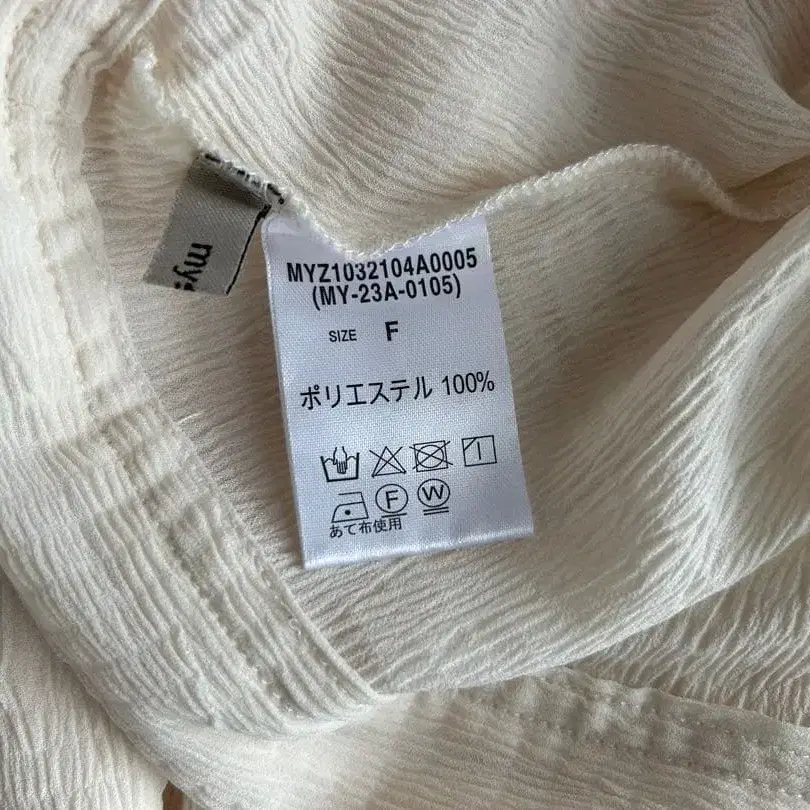 MYZ1032104A0005
(MY-23A-0105)
SIZE F
ポリエステル 100%
F W
あて布使用